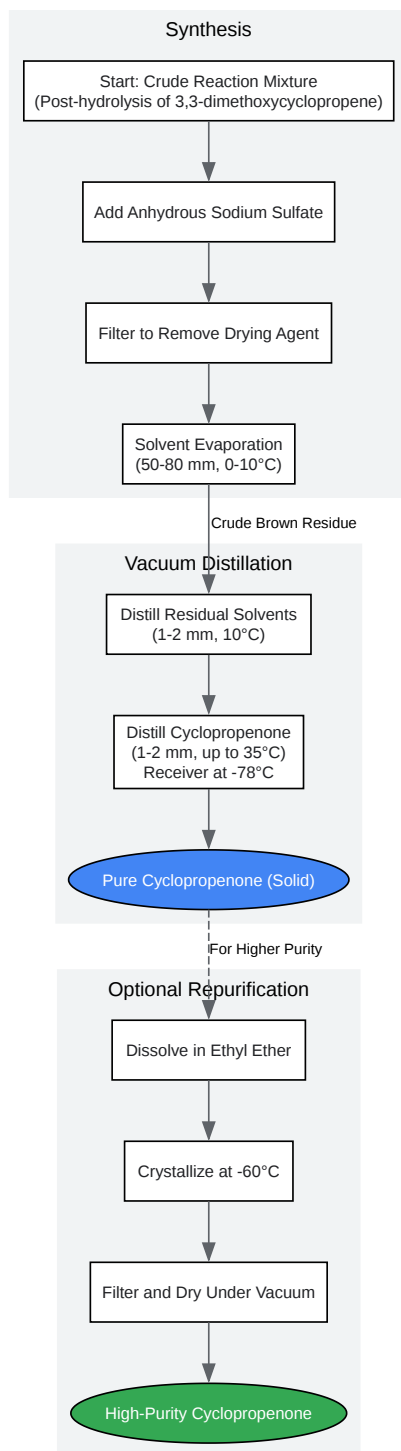 Synthesis
Start: Crude Reaction Mixture
(Post-hydrolysis of 3,3-dimethoxycyclopropene)
Add Anhydrous Sodium Sulfate
Filter to Remove Drying Agent
Solvent Evaporation
(50-80 mm, 0-10°C)
Crude Brown Residue
Vacuum Distillation
Distill Residual Solvents
(1-2 mm, 10°C)
Distill Cyclopropenone
(1-2 mm, up to 35°C)
Receiver at -78°C
Pure Cyclopropenone (Solid)
For Higher Purity
Optional Repurification
Dissolve in Ethyl Ether
Crystallize at -60°C
Filter and Dry Under Vacuum
High-Purity Cyclopropenone